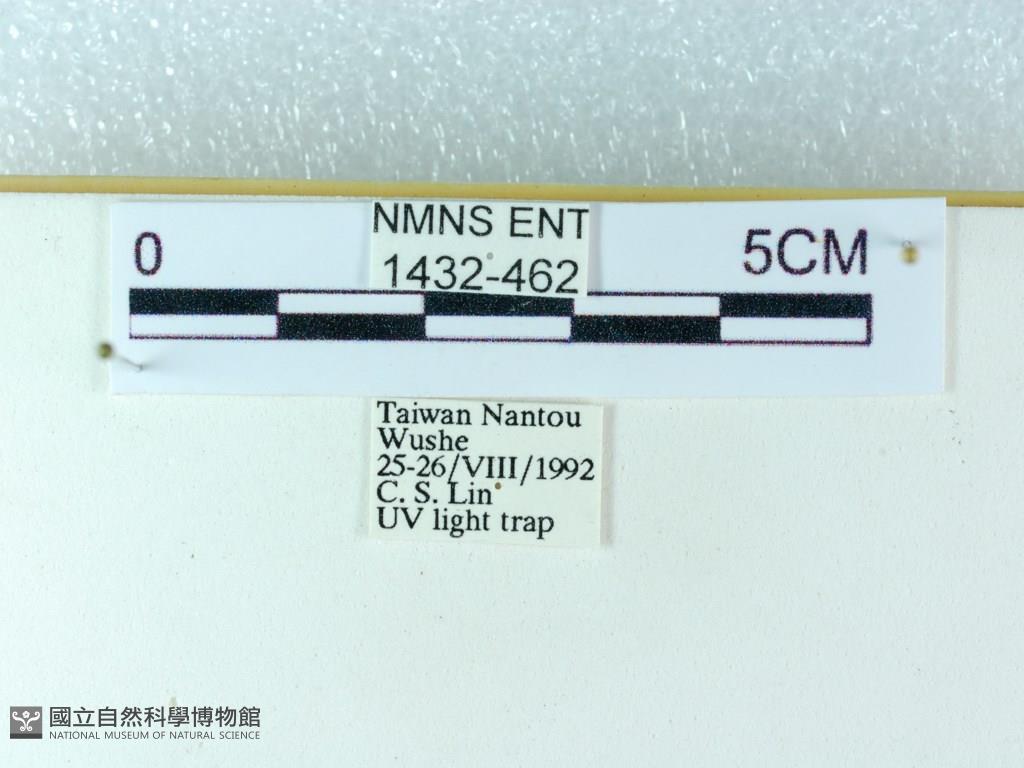 NMNS ENT
1432-462
0
5CM
Taiwan Nantou
Wushe
25-26/VIII/1992
C. S. Lin
UV light trap
國立自然科學博物館
NATIONAL MUSEUM OF NATURAL SCIENCE